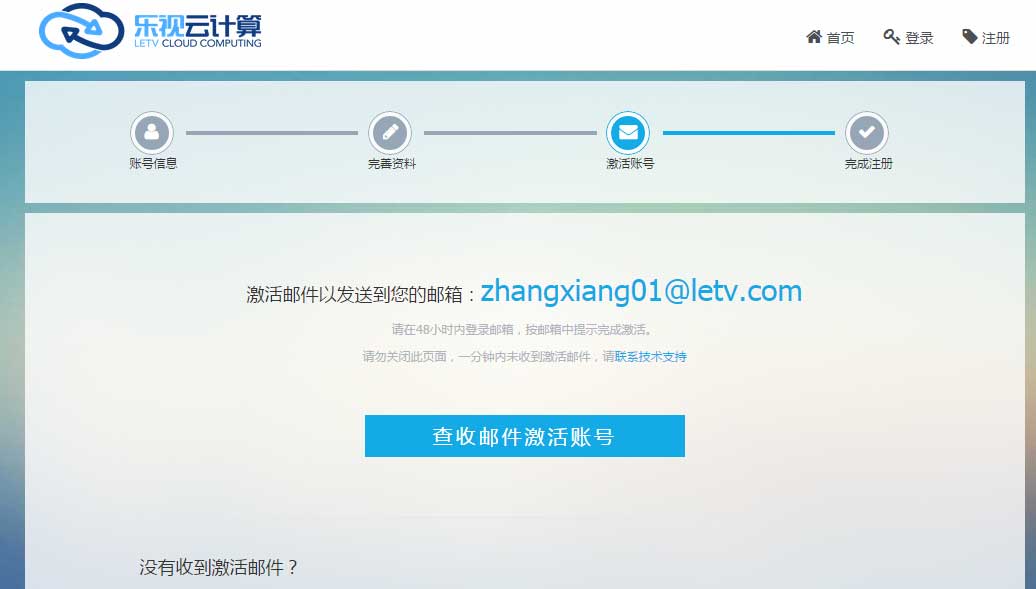 乐视云计算
LETV CLOUD COMPUTING
首页 登录 注册
账号信息 完善资料 激活账号 完成注册
激活邮件以发送到您的邮箱：zhangxiang01@letv.com
请在48小时内登录邮箱，按邮箱中提示完成激活。
请勿关闭此页面，一分钟内未收到激活邮件，请联系技术支持
查收邮件激活账号
没有收到激活邮件？